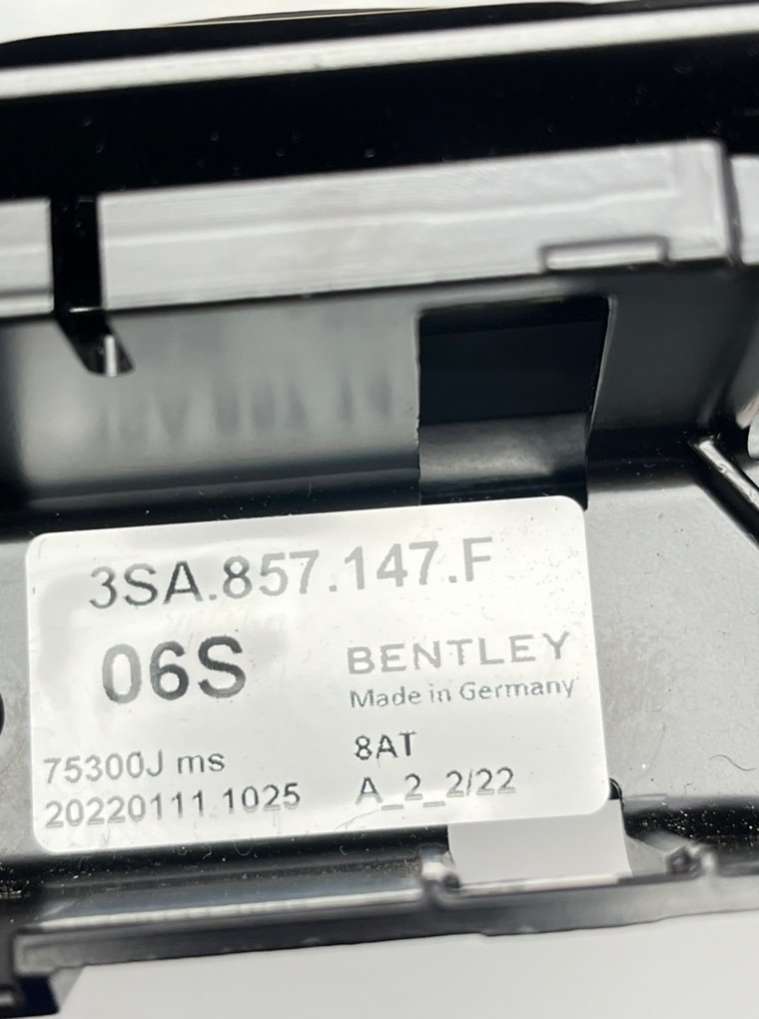 3SA.857.147.F
06S
BENTLEY
Made in Germany
75300J ms
8AT
20220111 1025
A_2_2/22